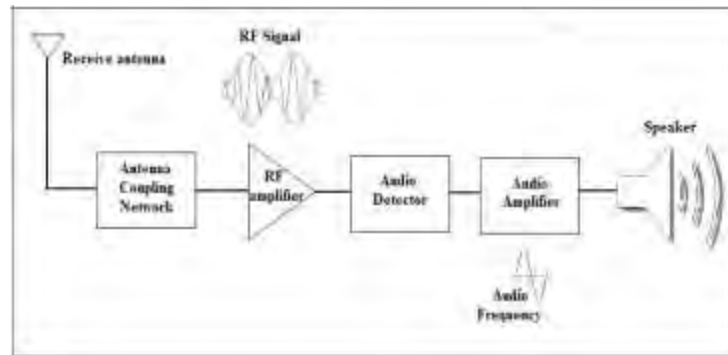 RF Signal
Receive antenna
Speaker
Antenna
Coupling
Network
RF
amplifier
Audio
Detector
Audio
Amplifier
Audio
Frequency